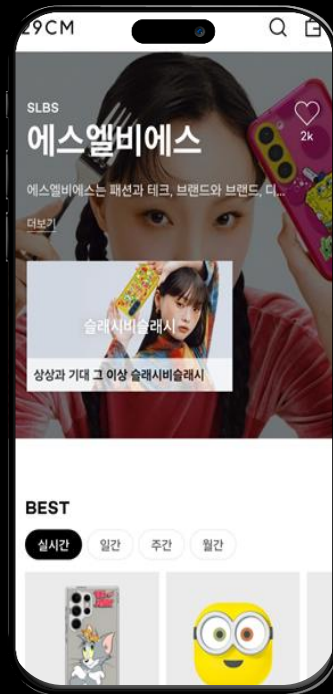 29CM
SLBS
에스엘비에스
2k
에스엘비에스는 패션과 테크, 브랜드와 브랜드, 디...
더보기
슬래시비슬래시
상상과 기대 그 이상 슬래시비슬래시
BEST
실시간 일간 주간 월간